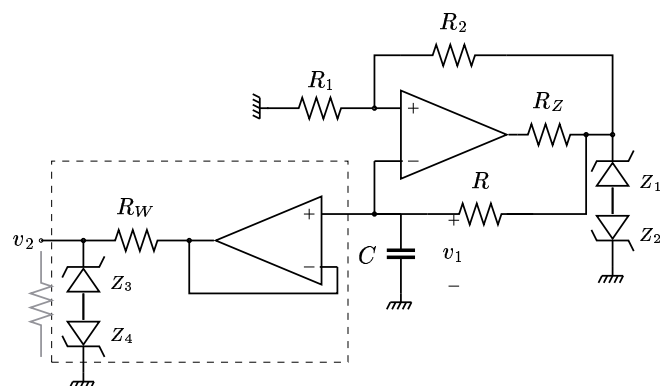 R2
R1
+
RZ
−
Z1
R
RW
+
+
Z2
v2
C
v1
−
Z3
−
Z4